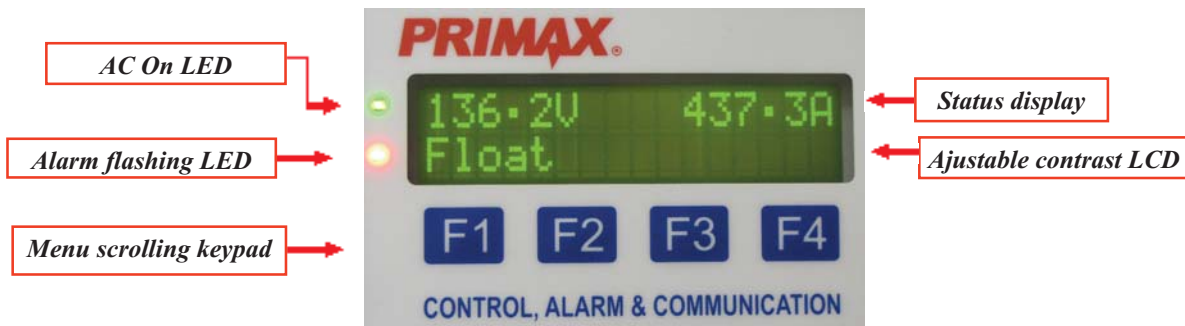 PRIMAX®
AC On LED
136.2V 437.3A
Status display
Alarm flashing LED
Float
Ajustable contrast LCD
Menu scrolling keypad
F1 F2 F3 F4
CONTROL, ALARM & COMMUNICATION